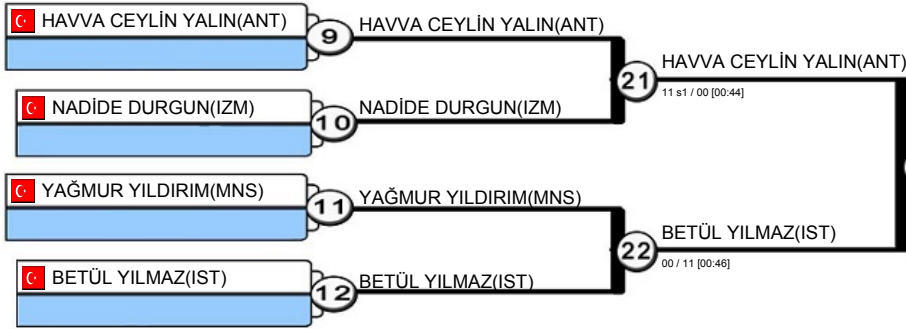 HAVVA CEYLİN YALIN(ANT)
9
HAVVA CEYLİN YALIN(ANT)
21
HAVVA CEYLİN YALIN(ANT)
11 s1 / 00 [00:44]
NADİDE DURGUN(IZM)
10
NADİDE DURGUN(IZM)
YAĞMUR YILDIRIM(MNS)
11
YAĞMUR YILDIRIM(MNS)
22
BETÜL YILMAZ(IST)
00 / 11 [00:46]
BETÜL YILMAZ(IST)
12
BETÜL YILMAZ(IST)